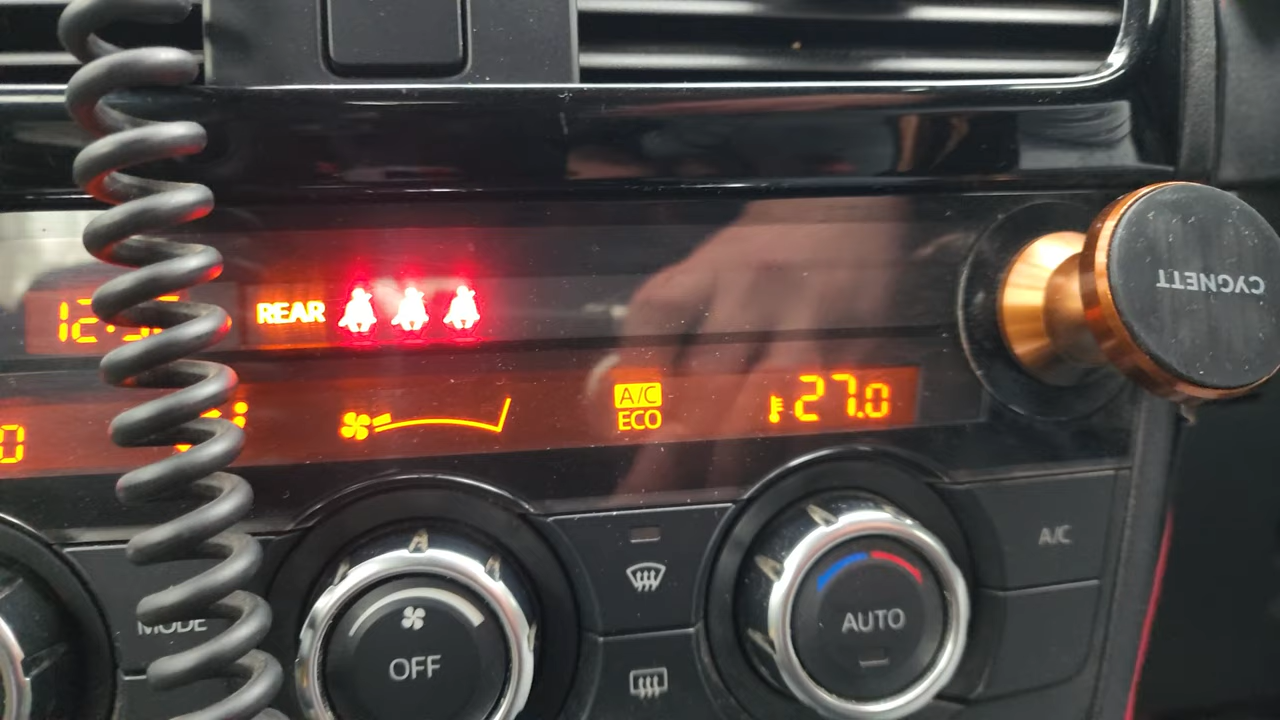 REAR
A/C
ECO
27.0
CYGNETT
A/C
MODE
OFF
AUTO